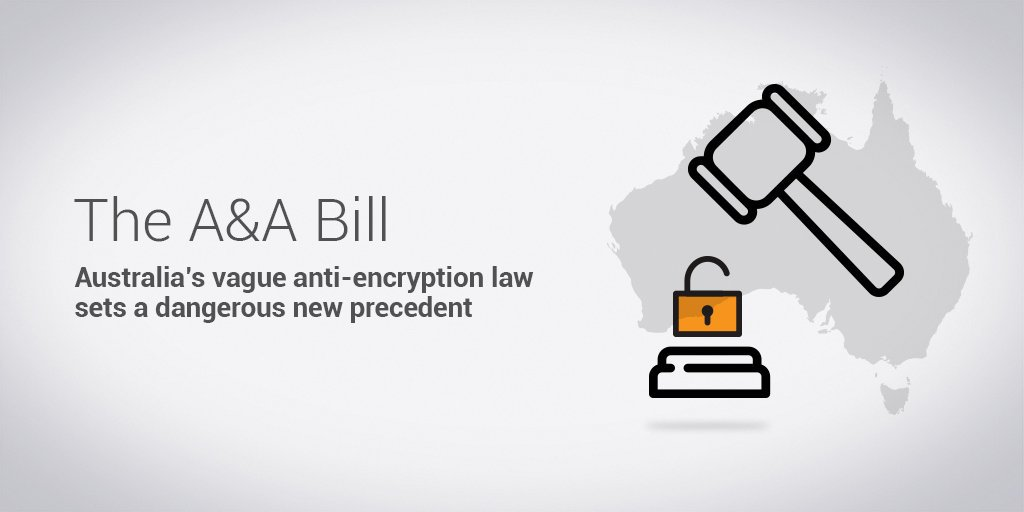 The A&A Bill
Australia's vague anti-encryption law
sets a dangerous new precedent